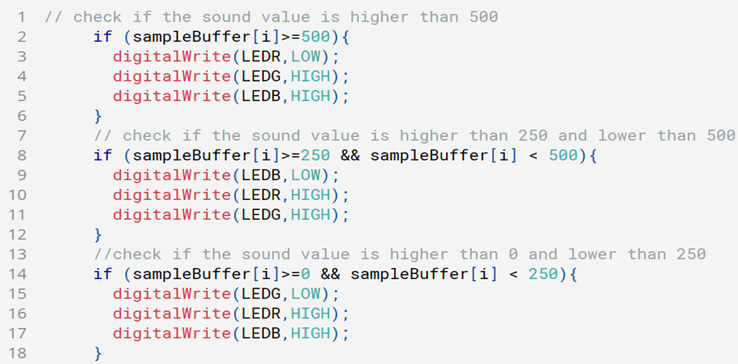 1 // check if the sound value is higher than 500
2 if (sampleBuffer[i]>=500){
3 digitalWrite(LEDR,LOW);
4 digitalWrite(LEDG,HIGH);
5 digitalWrite(LEDB,HIGH);
6 }
7 // check if the sound value is higher than 250 and lower than 500
8 if (sampleBuffer[i]>=250 && sampleBuffer[i] < 500){
9 digitalWrite(LEDB,LOW);
10 digitalWrite(LEDR,HIGH);
11 digitalWrite(LEDG,HIGH);
12 }
13 //check if the sound value is higher than 0 and lower than 250
14 if (sampleBuffer[i]>=0 && sampleBuffer[i] < 250){
15 digitalWrite(LEDG,LOW);
16 digitalWrite(LEDR,HIGH);
17 digitalWrite(LEDB,HIGH);
18 }